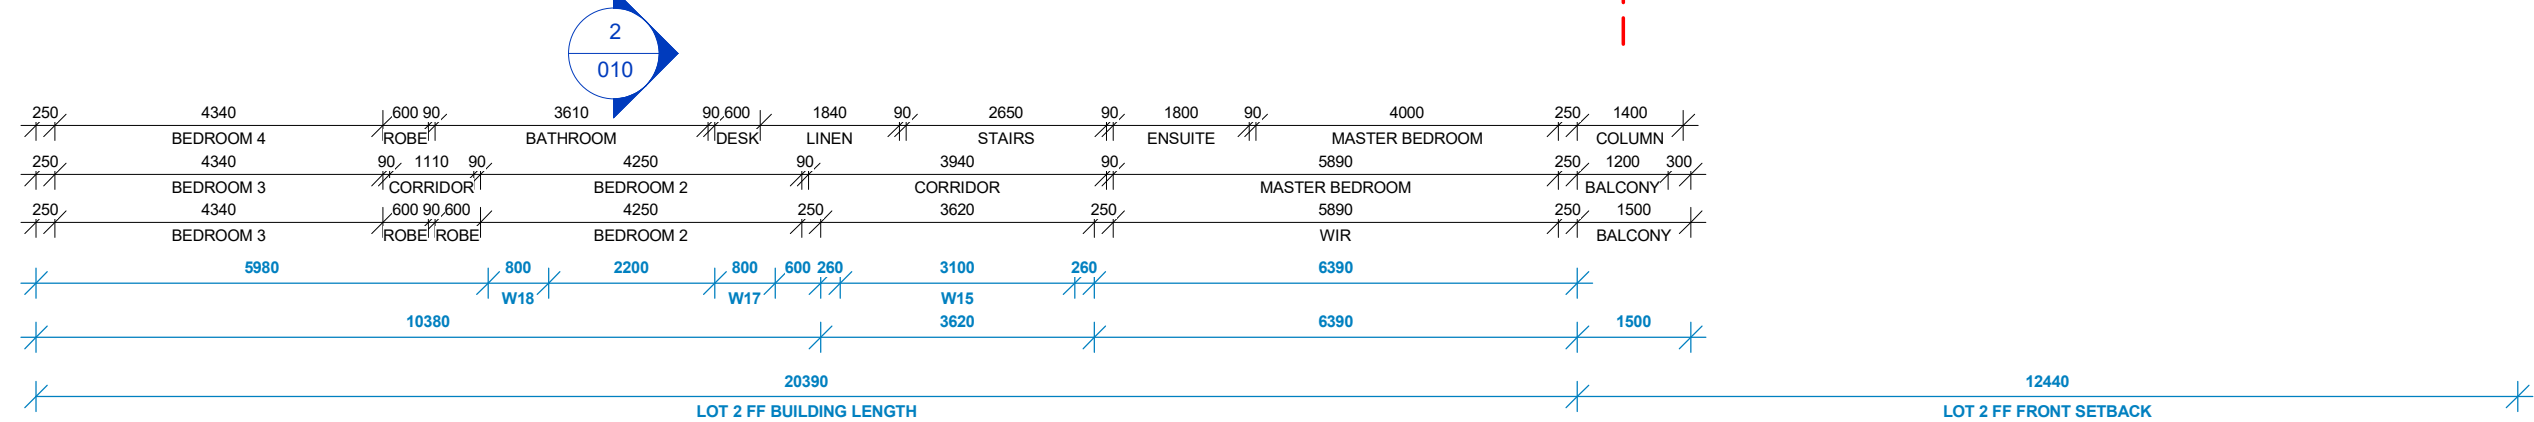 2
010
250 4340 600 90 3610 90 600 1840 90 2650 90 1800 90 4000 250 1400
BEDROOM 4 ROBE BATHROOM DESK LINEN STAIRS ENSUITE MASTER BEDROOM COLUMN
250 4340 90 1110 90 4250 90 3940 90 5890 250 1200 300
BEDROOM 3 CORRIDOR BEDROOM 2 CORRIDOR MASTER BEDROOM BALCONY
250 4340 600 90 600 4250 250 3620 250 5890 250 1500
BEDROOM 3 ROBE ROBE BEDROOM 2 WIR BALCONY
5980 800 2200 800 600 260 3100 260 6390
W18 W17 W15
10380 3620 6390 1500
20390 12440
LOT 2 FF BUILDING LENGTH LOT 2 FF FRONT SETBACK